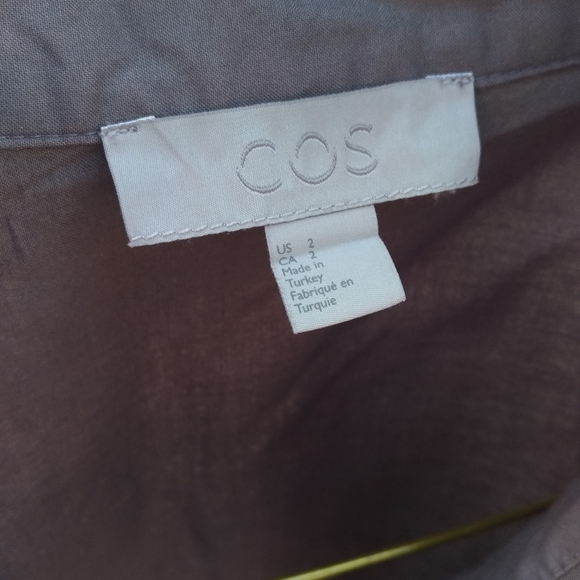 COS
US 2
CA 2
Made in
Turkey
Fabriqué en
Turquie